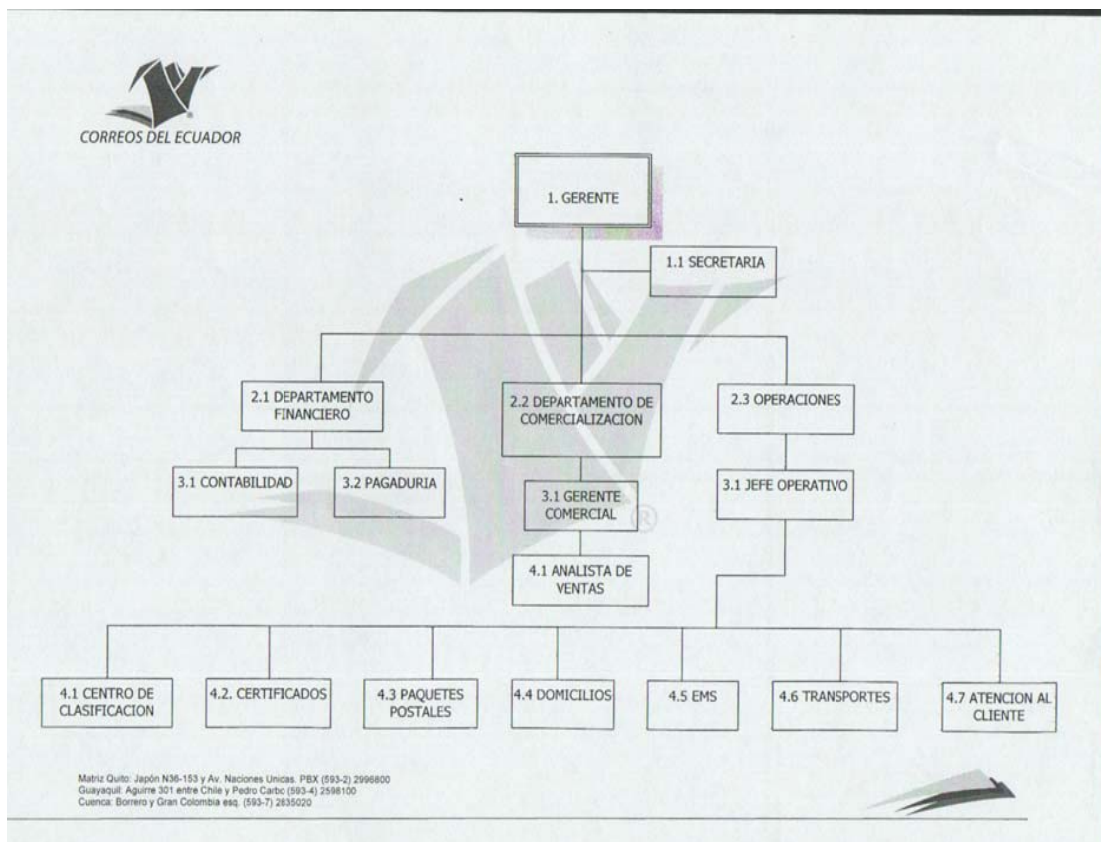 CORREOS DEL ECUADOR
1. GERENTE
1.1 SECRETARIA
2.1 DEPARTAMENTO
FINANCIERO
2.2 DEPARTAMENTO DE
COMERCIALIZACION
2.3 OPERACIONES
3.1 CONTABILIDAD
3.2 PAGADURIA
3.1 GERENTE
COMERCIAL
3.1 JEFE OPERATIVO
4.1 ANALISTA DE
VENTAS
4.1 CENTRO DE
CLASIFICACION
4.2. CERTIFICADOS
4.3 PAQUETES
POSTALES
4.4 DOMICILIOS
4.5 EMS
4.6 TRANSPORTES
4.7 ATENCION AL
CLIENTE
Matriz Quito: Japón N36-153 y Av. Naciones Unicas. PBX (593-2) 2996800
Guayaquil: Aguirre 301 entre Chile y Pedro Carbc (593-4) 2598100
Cuenca: Borrero y Gran Colombia esq. (593-7) 2835020